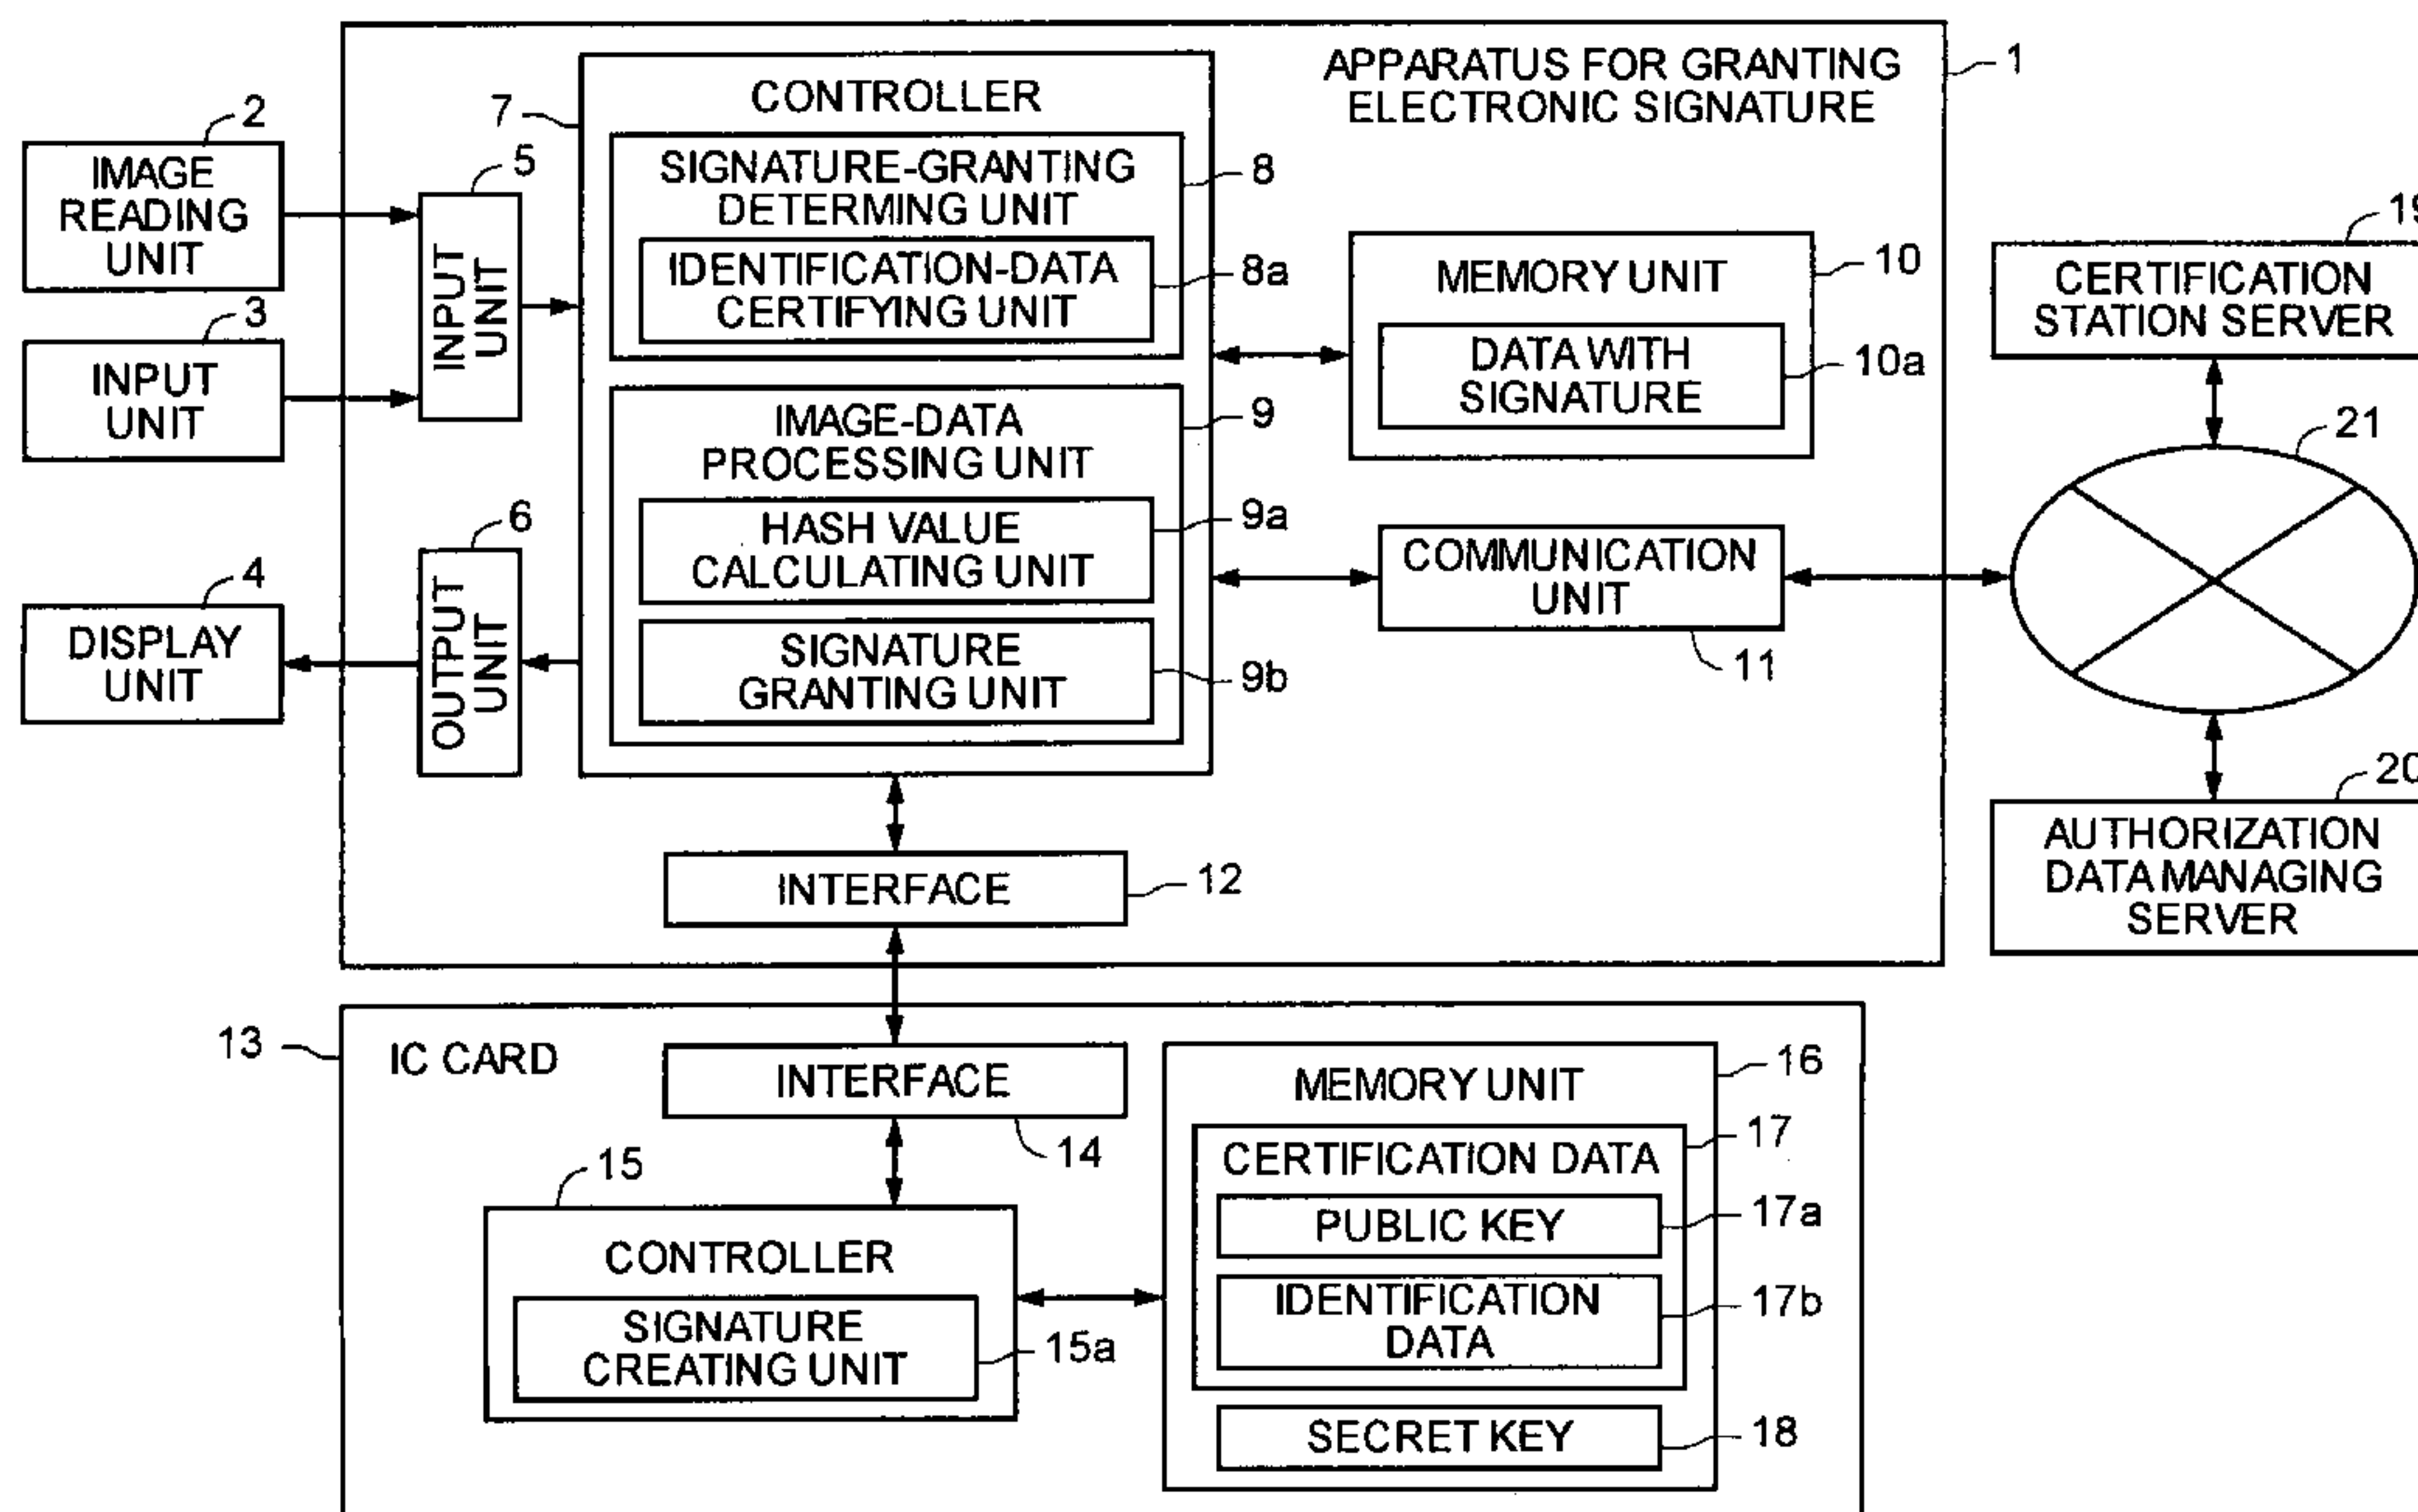 APPARATUS FOR GRANTING
ELECTRONIC SIGNATURE
1
CONTROLLER
7
2
IMAGE
READING
UNIT
3
INPUT
UNIT
5
INPUT
UNIT
SIGNATURE-GRANTING
DETERMING UNIT
8
IDENTIFICATION-DATA
CERTIFYING UNIT
8a
MEMORY UNIT
10
DATA WITH
SIGNATURE
10a
19
CERTIFICATION
STATION SERVER
21
IMAGE-DATA
PROCESSING UNIT
9
HASH VALUE
CALCULATING UNIT
9a
SIGNATURE
GRANTING UNIT
9b
COMMUNICATION
UNIT
11
6
OUTPUT
UNIT
4
DISPLAY
UNIT
20
AUTHORIZATION
DATA MANAGING
SERVER
INTERFACE
12
13
IC CARD
INTERFACE
14
15
CONTROLLER
SIGNATURE
CREATING UNIT
15a
MEMORY UNIT
16
CERTIFICATION DATA
17
PUBLIC KEY
17a
IDENTIFICATION
DATA
17b
SECRET KEY
18